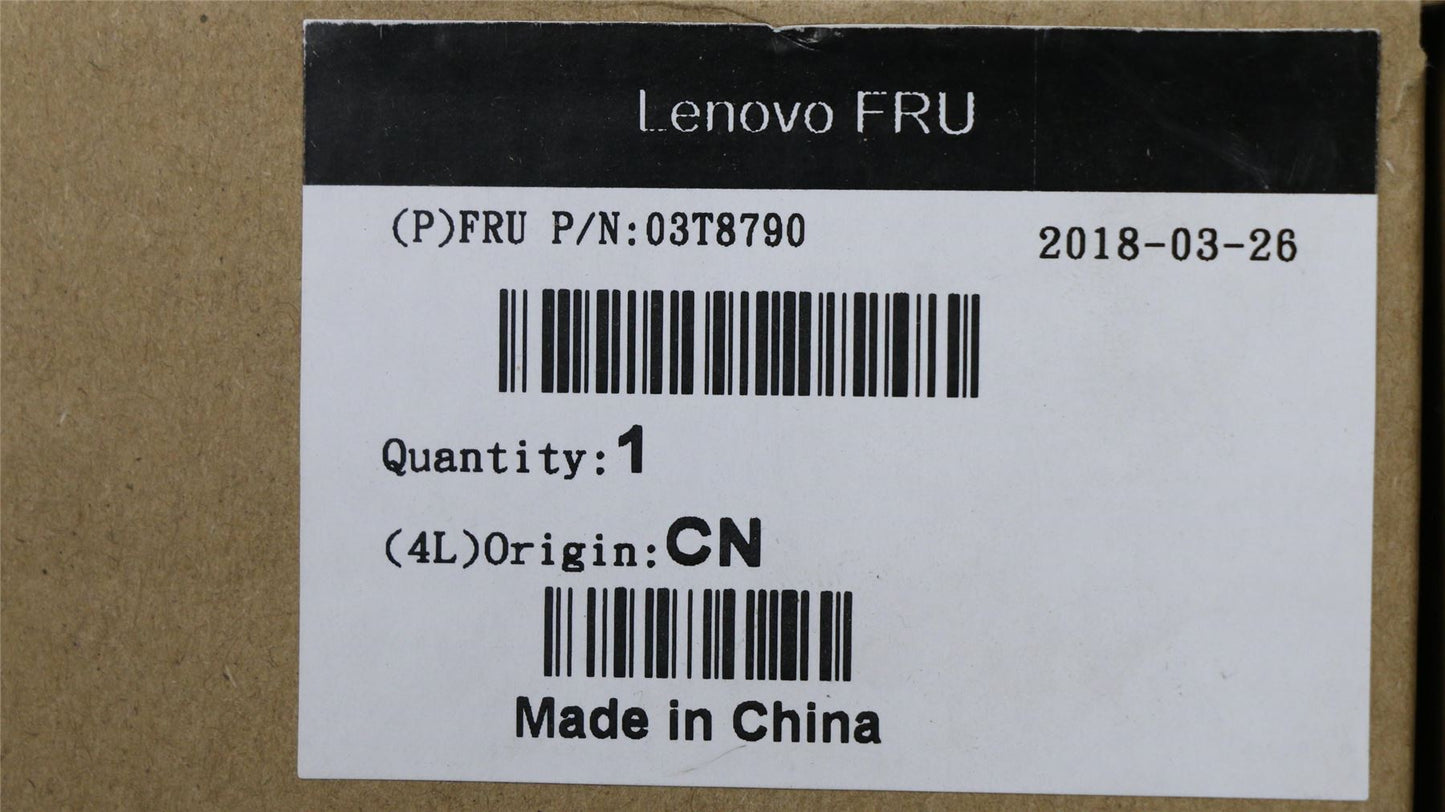 Lenovo FRU
(P)FRU P/N:03T8790
2018-03-26
Quantity:1
(4L)Origin:CN
Made in China